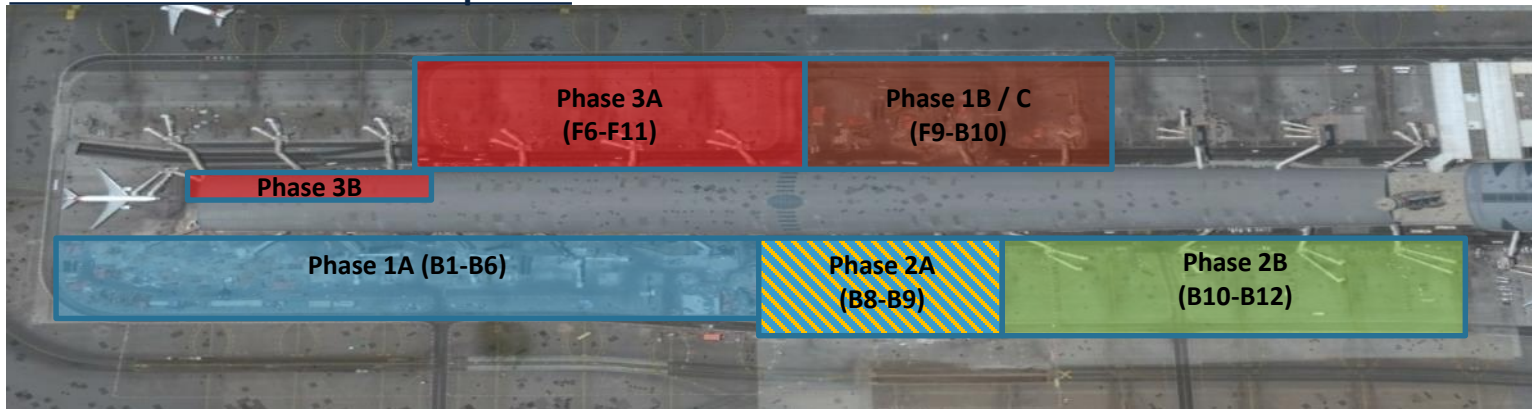 Phase 3A
(F6-F11)
Phase 1B / C
(F9-B10)
Phase 3B
Phase 1A (B1-B6)
Phase 2A
(B8-B9)
Phase 2B
(B10-B12)